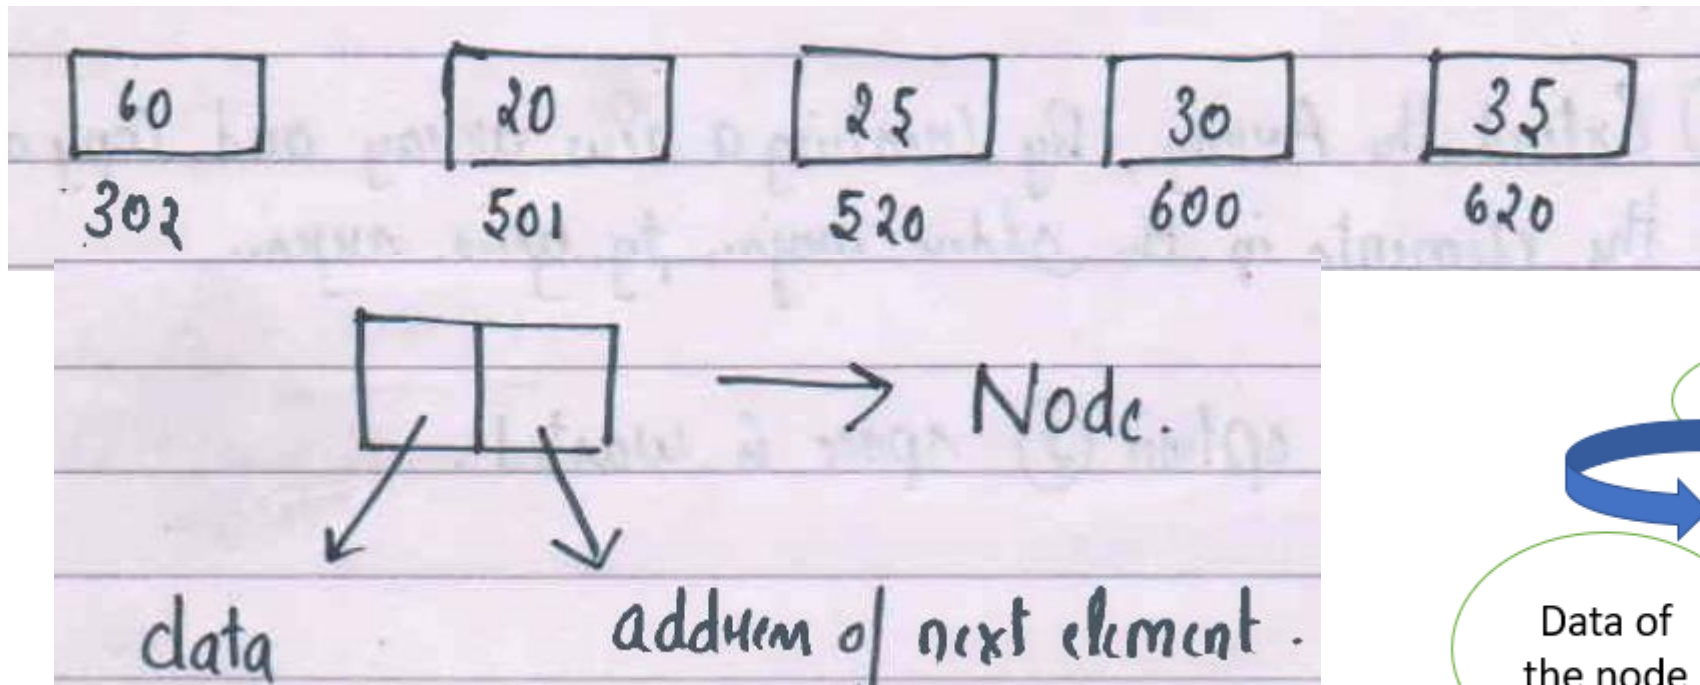 60 20 25 30 35
302 501 520 600 620
Node.
data address of next element.
Data of
the node